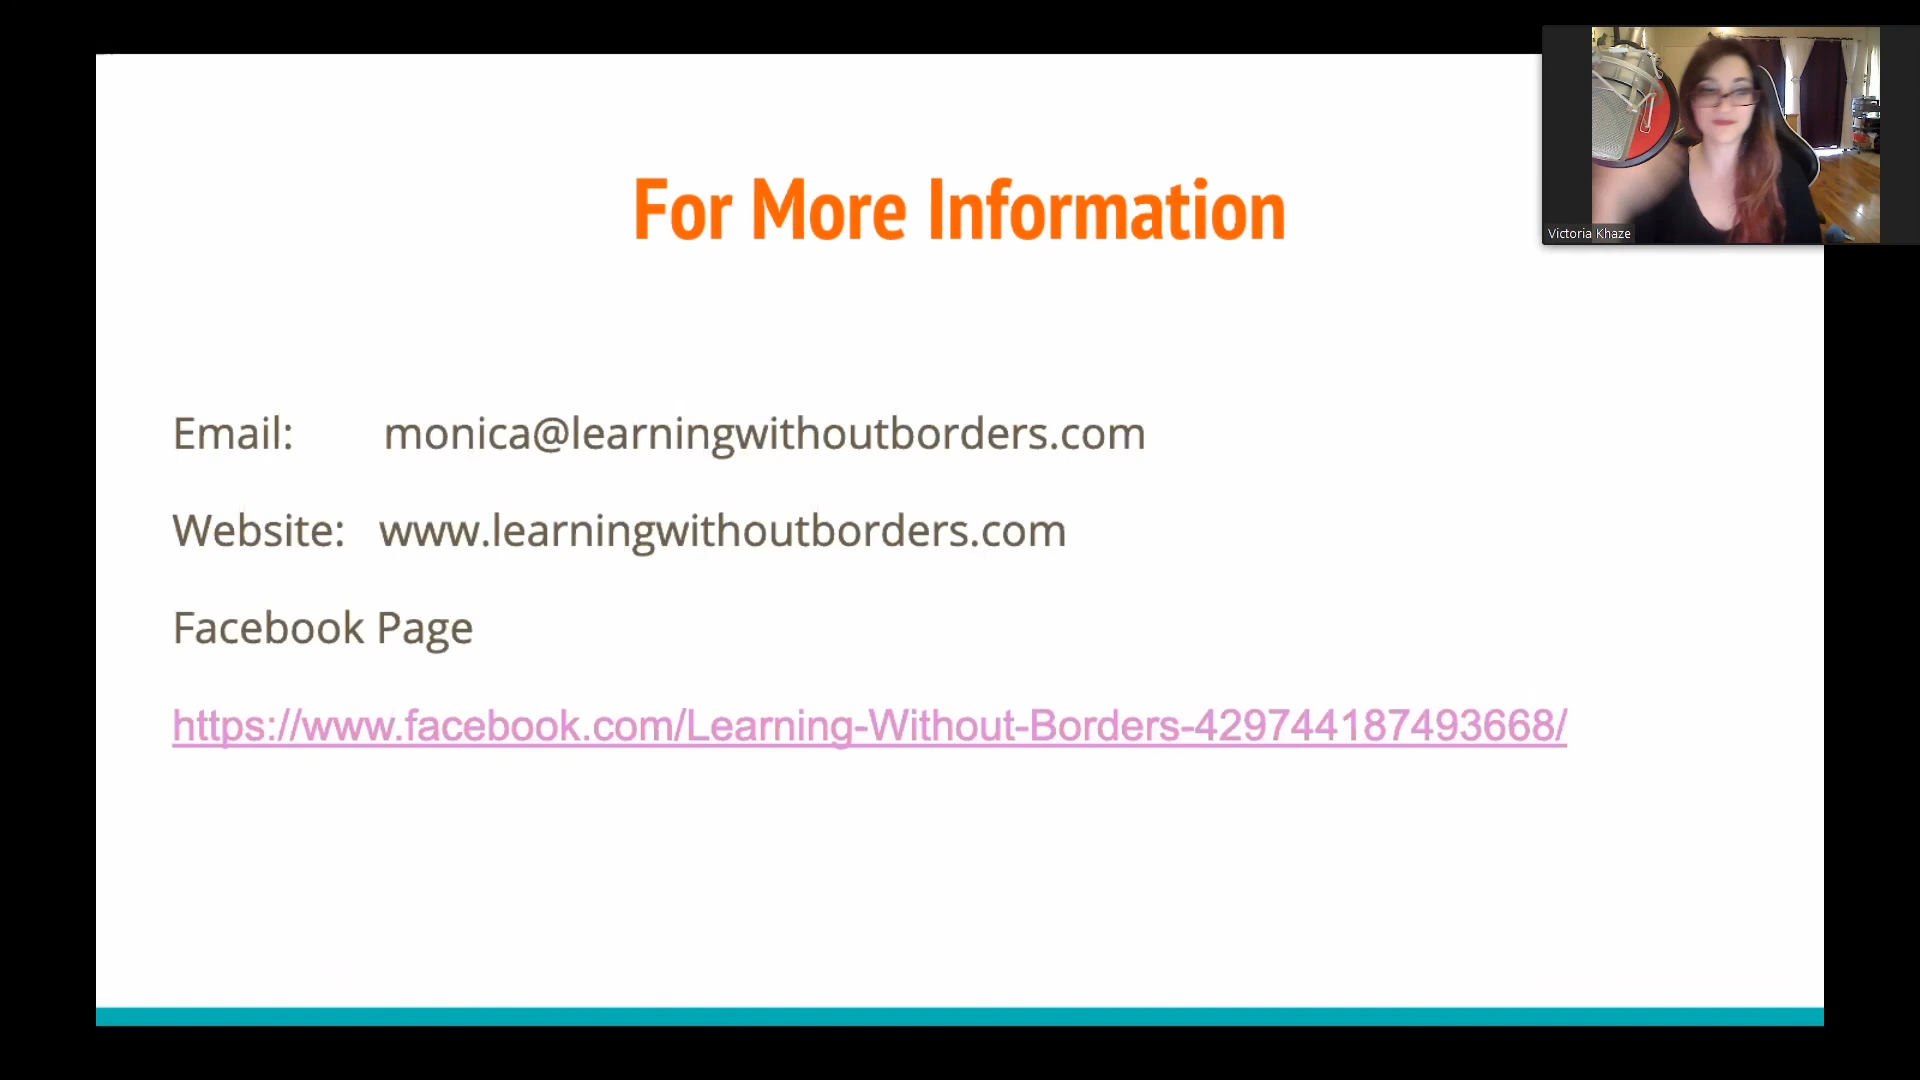 For More Information
Email: monica@learningwithoutborders.com
Website: www.learningwithoutborders.com
Facebook Page
https://www.facebook.com/Learning-Without-Borders-429744187493668/
Victoria Khaze